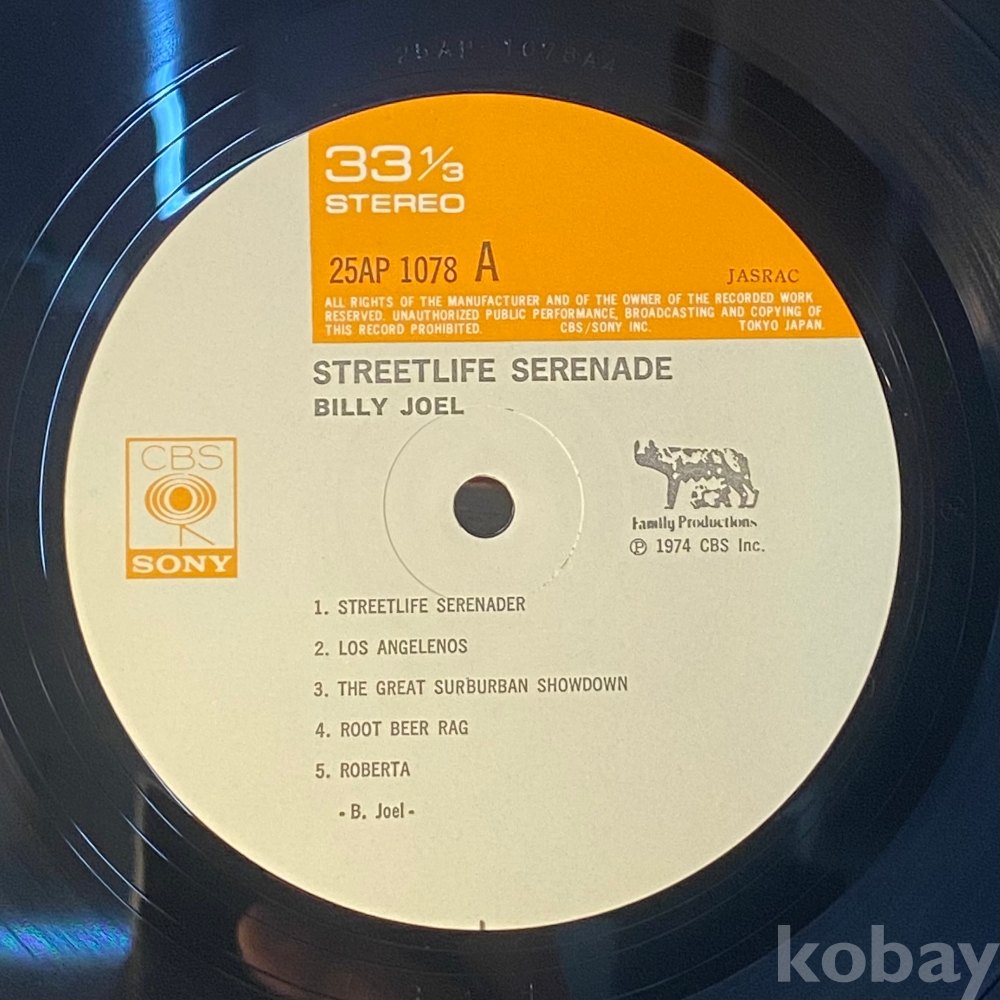 25AP 1078A2
33 1/3
STEREO
25AP 1078 A
JASRAC
ALL RIGHTS OF THE MANUFACTURER AND OF THE OWNER OF THE RECORDED WORK
RESERVED. UNAUTHORIZED PUBLIC PERFORMANCE, BROADCASTING AND COPYING OF
THIS RECORD PROHIBITED. CBS/SONY INC. TOKYO JAPAN.
STREETLIFE SERENADE
BILLY JOEL
CBS
SONY
Family Productions
Ⓟ 1974 CBS Inc.
1. STREETLIFE SERENADER
2. LOS ANGELENOS
3. THE GREAT SURBURBAN SHOWDOWN
4. ROOT BEER RAG
5. ROBERTA
- B. Joel -
kobay